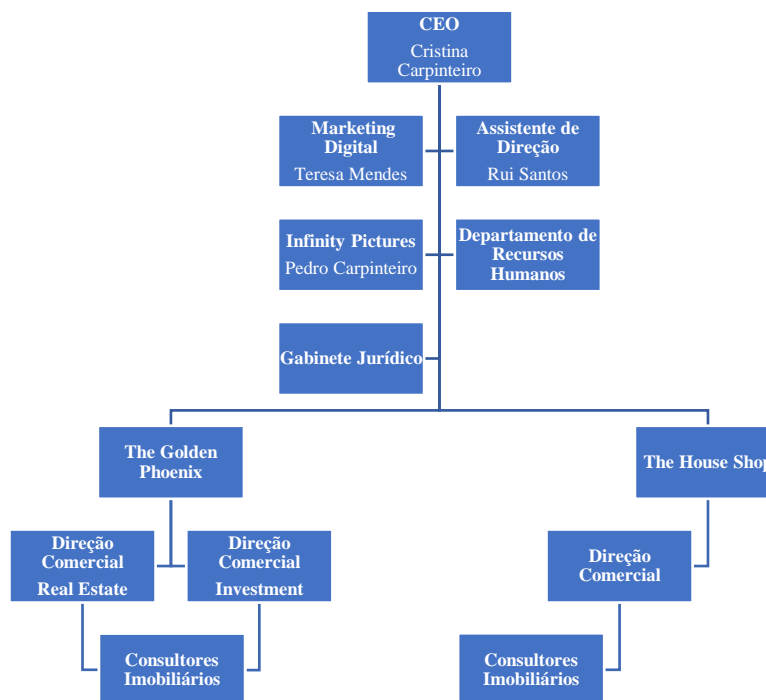 CEO
Cristina
Carpinteiro
Marketing
Digital
Teresa Mendes
Assistente de
Direção
Rui Santos
Infinity Pictures
Pedro Carpinteiro
Departamento de
Recursos
Humanos
Gabinete Jurídico
The Golden
Phoenix
The House Shop
Direção
Comercial
Real Estate
Direção
Comercial
Investment
Direção
Comercial
Consultores
Imobiliários
Consultores
Imobiliários